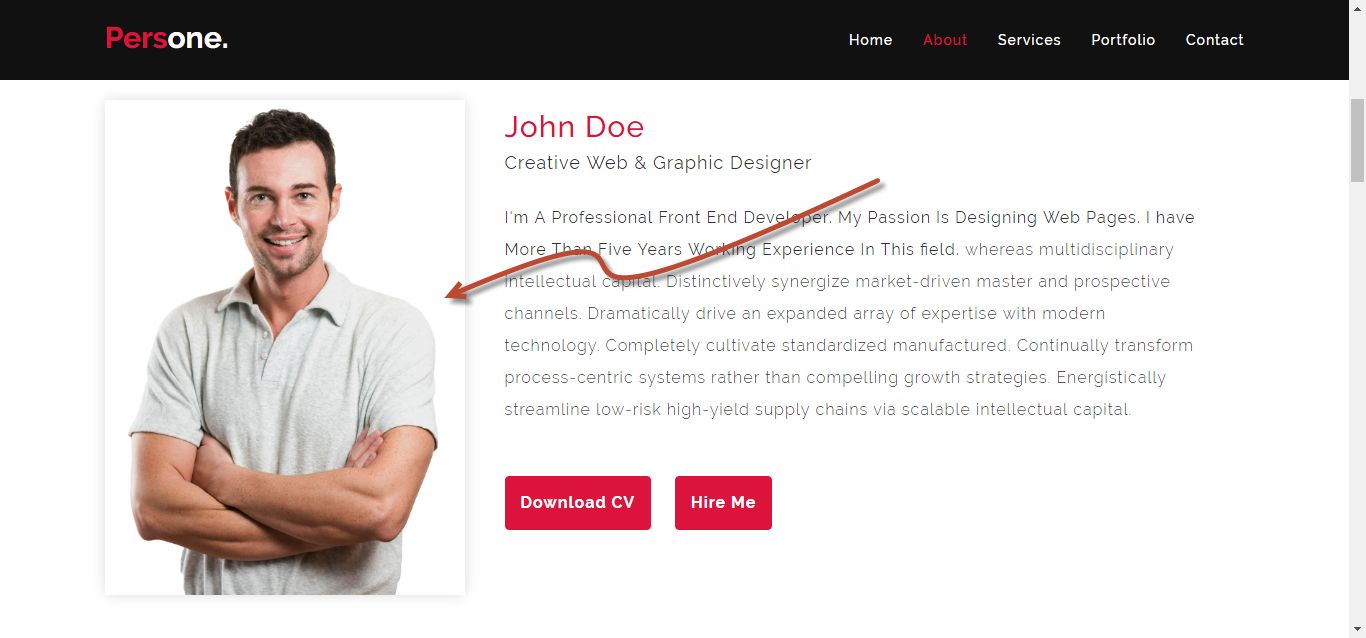 Persone.
Home About Services Portfolio Contact
John Doe
Creative Web & Graphic Designer
I'm A Professional Front End Developer. My Passion Is Designing Web Pages. I have
More Than Five Years Working Experience In This field. whereas multidisciplinary
intellectual capital. Distinctively synergize market-driven master and prospective
channels. Dramatically drive an expanded array of expertise with modern
technology. Completely cultivate standardized manufactured. Continually transform
process-centric systems rather than compelling growth strategies. Energistically
streamline low-risk high-yield supply chains via scalable intellectual capital.
Download CV Hire Me